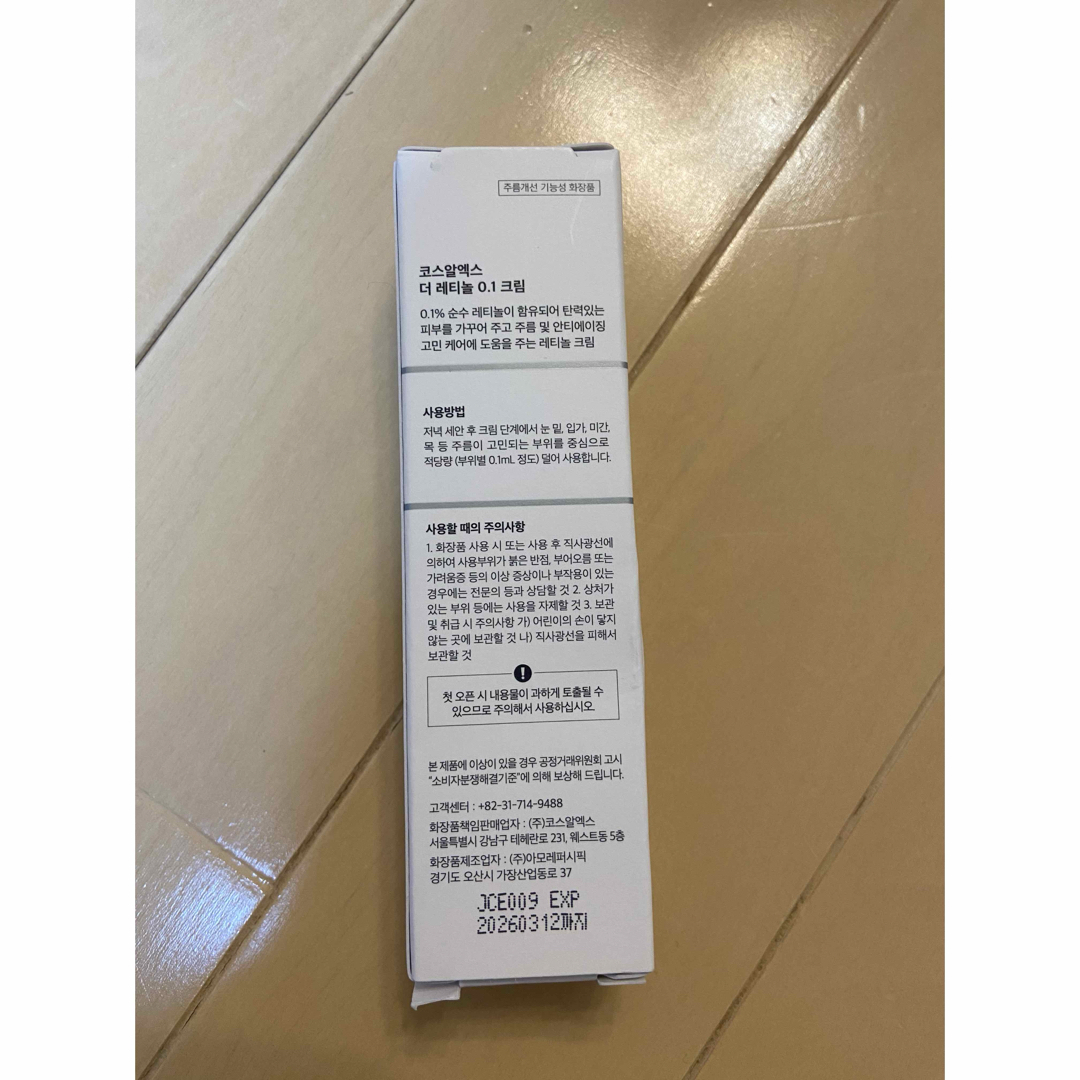 주름개선 기능성 화장품
코스알엑스
더 레티놀 0.1 크림
0.1% 순수 레티놀이 함유되어 탄력있는
피부를 가꾸어 주고 주름 및 안티에이징
고민 케어에 도움을 주는 레티놀 크림
사용방법
저녁 세안 후 크림 단계에서 눈 밑, 입가, 미간,
목 등 주름이 고민되는 부위를 중심으로
적당량 (부위별 0.1mL 정도) 덜어 사용합니다.
사용할 때의 주의사항
1. 화장품 사용 시 또는 사용 후 직사광선에
의하여 사용부위가 붉은 반점, 부어오름 또는
가려움증 등의 이상 증상이나 부작용이 있는
경우에는 전문의 등과 상담할 것 2. 상처가
있는 부위 등에는 사용을 자제할 것 3. 보관
및 취급 시 주의사항 가) 어린이의 손이 닿지
않는 곳에 보관할 것 나) 직사광선을 피해서
보관할 것
!
첫 오픈 시 내용물이 과하게 토출될 수
있으므로 주의해서 사용하십시오.
본 제품에 이상이 있을 경우 공정거래위원회 고시
"소비자분쟁해결기준"에 의해 보상해 드립니다.
고객센터 : +82-31-714-9488
화장품책임판매업자 : (주)코스알엑스
서울특별시 강남구 테헤란로 231, 웨스트동 5층
화장품제조업자 : (주)아모레퍼시픽
경기도 오산시 가장산업동로 37
JCE009 EXP
20260312까지